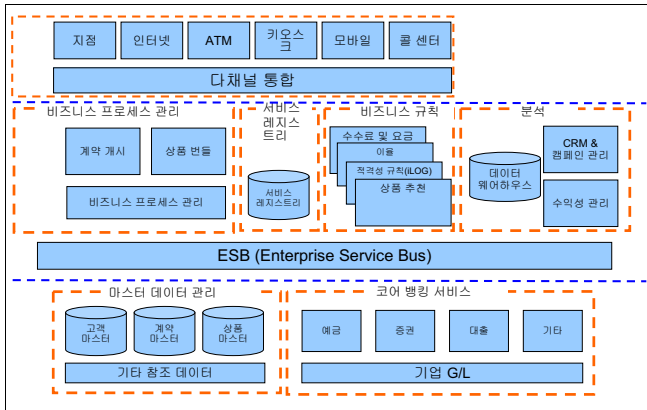 지점
인터넷
ATM
키오스
크
모바일
콜 센터
다채널 통합
비즈니스 프로세스 관리
서비스
레지스
트리
비즈니스 규칙
분석
계약 개시
상품 번들
비즈니스 프로세스 관리
서비스
레지스트리
수수료 및 요금
이율
적격성 규칙(iLOG)
상품 추천
데이터
웨어하우스
CRM &
캠페인 관리
수익성 관리
ESB (Enterprise Service Bus)
마스터 데이터 관리
코어 뱅킹 서비스
고객
마스터
계약
마스터
상품
마스터
기타 참조 데이터
예금
증권
대출
기타
기업 G/L